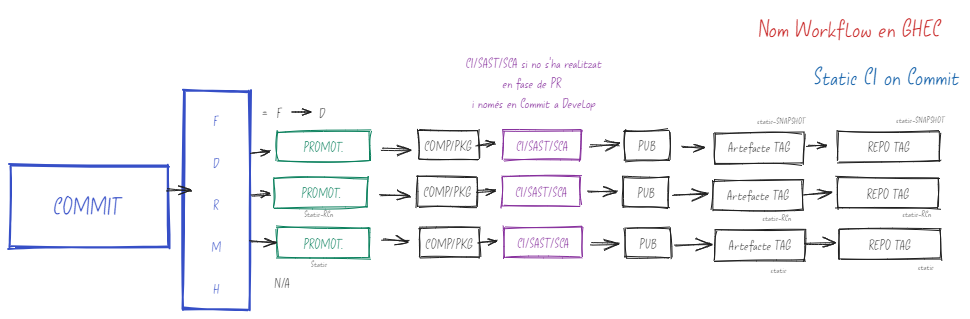 Nom Workflow en GHEC
CI/SAST/SCA si no s'ha realitzat
en fase de PR
i només en Commit a Develop
Static CI on Commit
= F → D
static-SNAPSHOT
static-SNAPSHOT
COMMIT
F
D
R
M
H
PROMOT.
COMP/PKG
CI/SAST/SCA
PUB
Artefacte TAG
REPO TAG
PROMOT.
COMP/PKG
CI/SAST/SCA
PUB
Artefacte TAG
REPO TAG
Static-RCn
static-RCn
static-RCn
PROMOT.
COMP/PKG
CI/SAST/SCA
PUB
Artefacte TAG
REPO TAG
Static
static
static
N/A